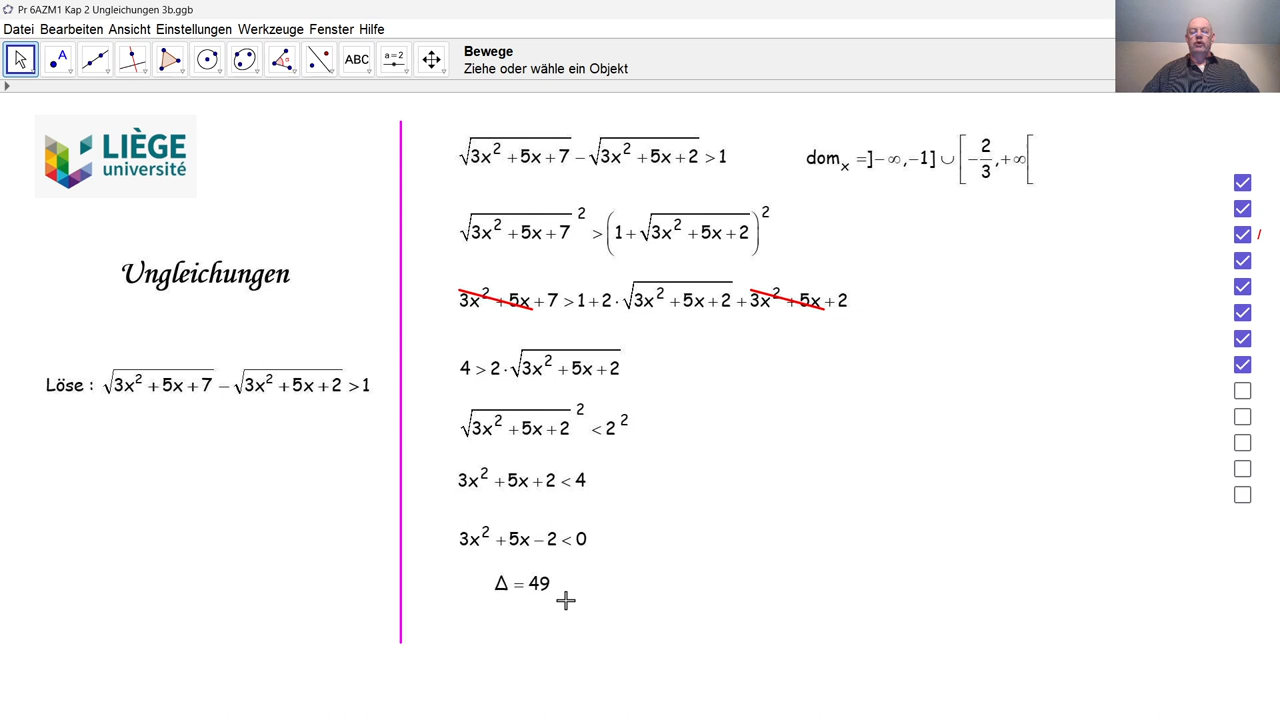 Pr 6AZM1 Kap 2 Ungleichungen 3b.ggb
Datei Bearbeiten Ansicht Einstellungen Werkzeuge Fenster Hilfe
A ABC a=2 Bewege
Ziehe oder wähle ein Objekt
LIÈGE
université
Ungleichungen
Löse : √(3x² + 5x + 7) − √(3x² + 5x + 2) > 1
√(3x² + 5x + 7) − √(3x² + 5x + 2) > 1
dom_x =]− ∞,−1] ∪ [−2/3,+∞[
√(3x² + 5x + 7)² > (1 + √(3x² + 5x + 2))²
3x² + 5x + 7 > 1 + 2 · √(3x² + 5x + 2) + 3x² + 5x + 2
4 > 2 · √(3x² + 5x + 2)
√(3x² + 5x + 2)² < 2²
3x² + 5x + 2 < 4
3x² + 5x − 2 < 0
Δ = 49